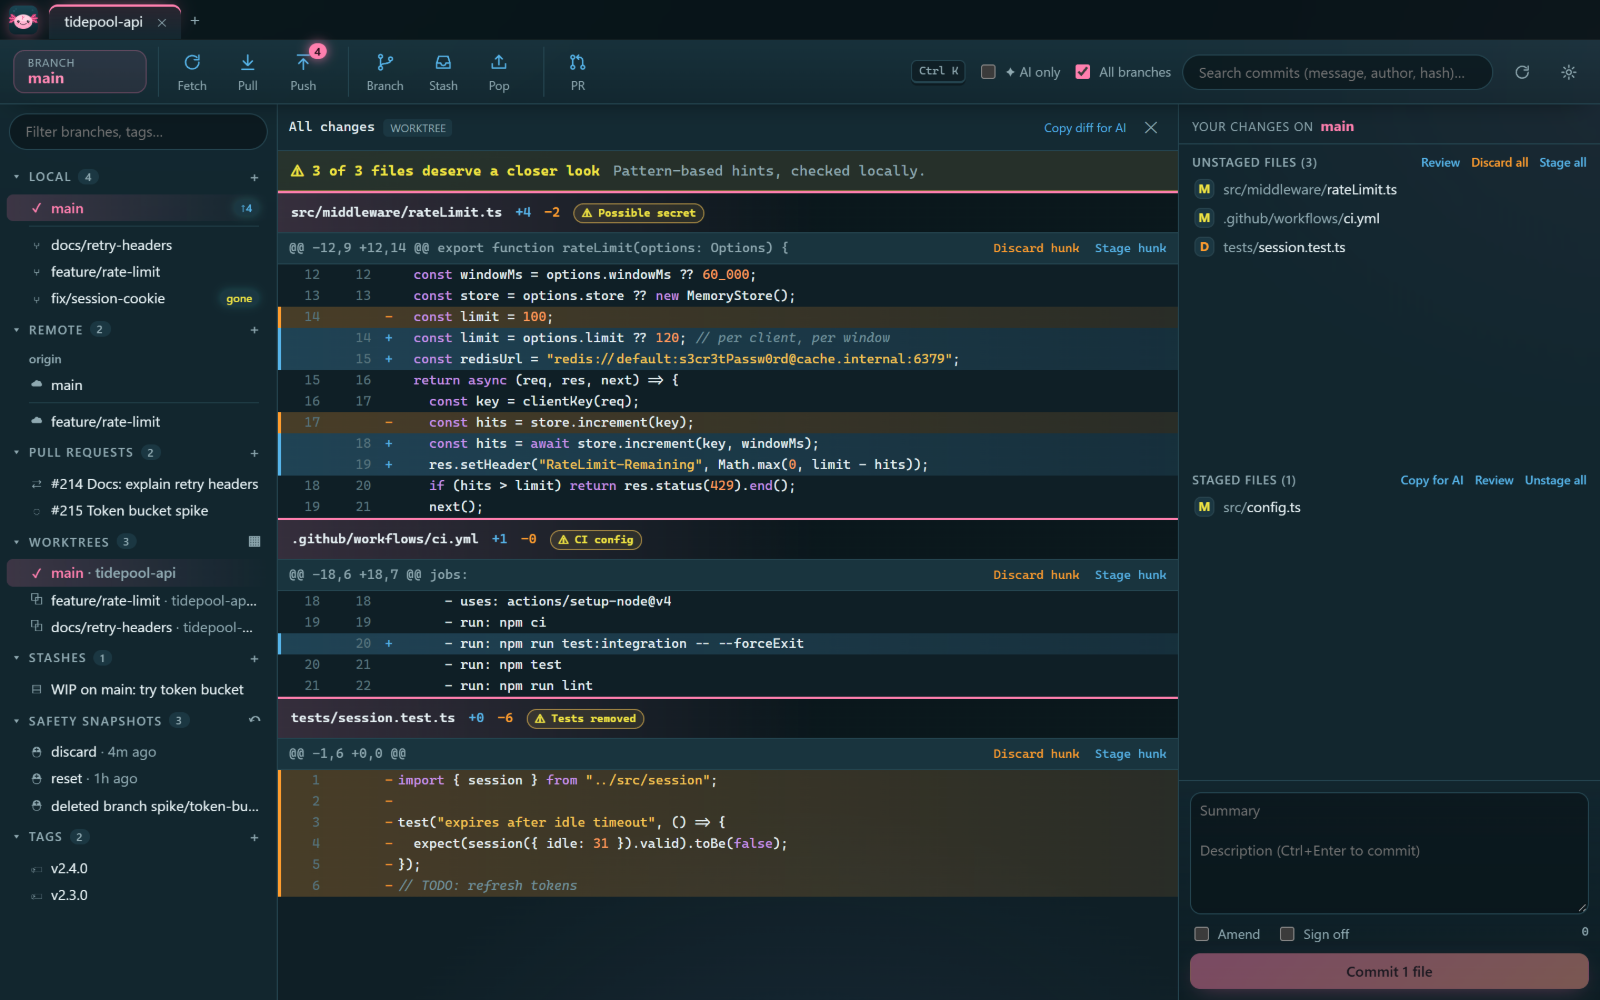 tidepool-api × +
BRANCH
main
Fetch
Pull
Push
4
Branch
Stash
Pop
PR
Ctrl K
✦ AI only
All branches
Search commits (message, author, hash)...
Filter branches, tags...
LOCAL 4 +
✓ main ↑4
docs/retry-headers
feature/rate-limit
fix/session-cookie gone
REMOTE 2 +
origin
main
feature/rate-limit
PULL REQUESTS 2 +
#214 Docs: explain retry headers
#215 Token bucket spike
WORKTREES 3
✓ main · tidepool-api
feature/rate-limit · tidepool-ap...
docs/retry-headers · tidepool-...
STASHES 1 +
WIP on main: try token bucket
SAFETY SNAPSHOTS 3
discard · 4m ago
reset · 1h ago
deleted branch spike/token-bu...
TAGS 2 +
v2.4.0
v2.3.0
All changes WORKTREE Copy diff for AI
⚠ 3 of 3 files deserve a closer look Pattern-based hints, checked locally.
src/middleware/rateLimit.ts +4 −2 ⚠ Possible secret
@@ -12,9 +12,14 @@ export function rateLimit(options: Options) { Discard hunk Stage hunk
12 12 const windowMs = options.windowMs ?? 60_000;
13 13 const store = options.store ?? new MemoryStore();
14 - const limit = 100;
14 + const limit = options.limit ?? 120; // per client, per window
15 + const redisUrl = "redis://default:s3cr3tPassw0rd@cache.internal:6379";
15 16 return async (req, res, next) => {
16 17 const key = clientKey(req);
17 - const hits = store.increment(key);
18 + const hits = await store.increment(key, windowMs);
19 + res.setHeader("RateLimit-Remaining", Math.max(0, limit - hits));
18 20 if (hits > limit) return res.status(429).end();
19 21 next();
.github/workflows/ci.yml +1 −0 ⚠ CI config
@@ -18,6 +18,7 @@ jobs: Discard hunk Stage hunk
18 18 - uses: actions/setup-node@v4
19 19 - run: npm ci
20 + - run: npm run test:integration -- --forceExit
20 21 - run: npm test
21 22 - run: npm run lint
tests/session.test.ts +0 −6 ⚠ Tests removed
@@ -1,6 +0,0 @@ Discard hunk Stage hunk
1 - import { session } from "../src/session";
2 -
3 - test("expires after idle timeout", () => {
4 - expect(session({ idle: 31 }).valid).toBe(false);
5 - });
6 - // TODO: refresh tokens
YOUR CHANGES ON main
UNSTAGED FILES (3) Review Discard all Stage all
M src/middleware/rateLimit.ts
M .github/workflows/ci.yml
D tests/session.test.ts
STAGED FILES (1) Copy for AI Review Unstage all
M src/config.ts
Summary
Description (Ctrl+Enter to commit)
Amend Sign off 0
Commit 1 file